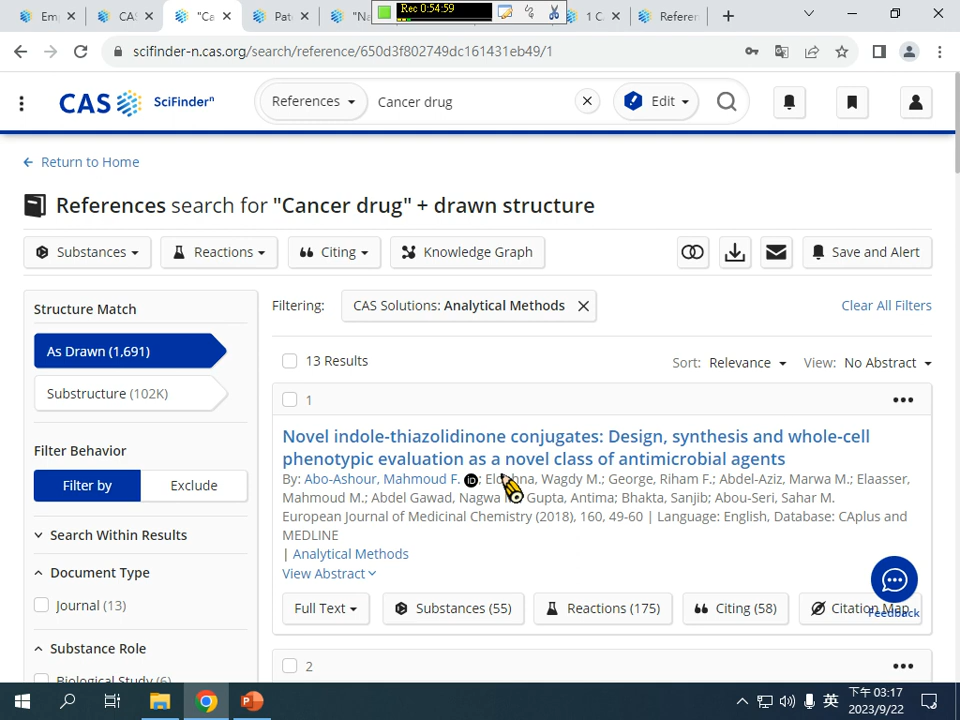 Emp
CAS
"Ca
Pate
"Na
1 C
Referen
Rec 0:54:59
scifinder-n.cas.org/search/reference/650d3f802749dc161431eb49/1
CAS SciFinderⁿ
References
Cancer drug
Edit
Return to Home
References search for "Cancer drug" + drawn structure
Substances
Reactions
Citing
Knowledge Graph
Save and Alert
Structure Match
As Drawn (1,691)
Substructure (102K)
Filter Behavior
Filter by
Exclude
Search Within Results
Document Type
Journal (13)
Substance Role
Biological Study (6)
Filtering:
CAS Solutions: Analytical Methods
Clear All Filters
13 Results
Sort: Relevance
View: No Abstract
1
Novel indole-thiazolidinone conjugates: Design, synthesis and whole-cell
phenotypic evaluation as a novel class of antimicrobial agents
By: Abo-Ashour, Mahmoud F. iD ; Wagdy M.; George, Riham F.; Abdel-Aziz, Marwa M.; Elaasser,
Mahmoud M.; Abdel Gawad, Nagwa Gupta, Antima; Bhakta, Sanjib; Abou-Seri, Sahar M.
European Journal of Medicinal Chemistry (2018), 160, 49-60 | Language: English, Database: CAplus and
MEDLINE
| Analytical Methods
View Abstract
Full Text
Substances (55)
Reactions (175)
Citing (58)
Citation Map
Feedback
2
英
下午 03:17
2023/9/22